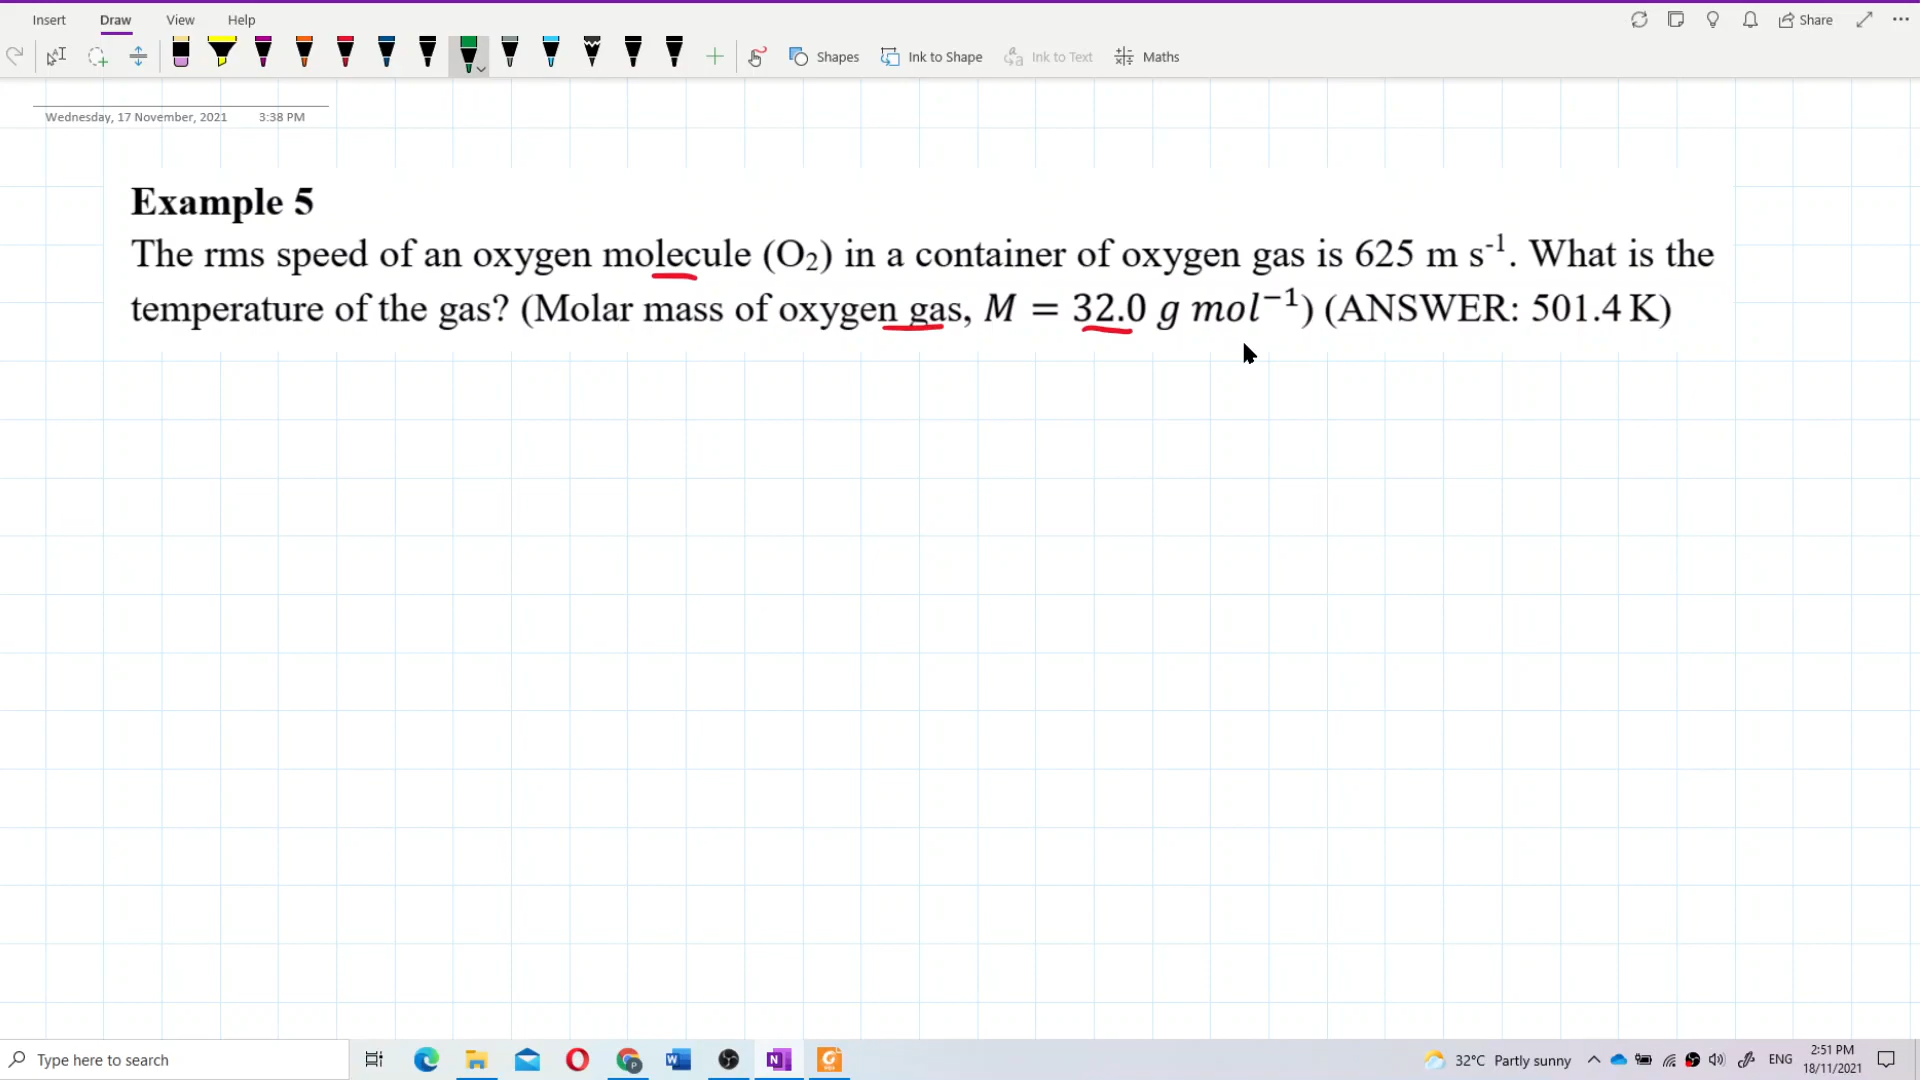 Insert Draw View Help
Share
Shapes Ink to Shape Ink to Text Maths
Wednesday, 17 November, 2021 3:38 PM
Example 5
The rms speed of an oxygen molecule (O₂) in a container of oxygen gas is 625 m s⁻¹. What is the
temperature of the gas? (Molar mass of oxygen gas, M = 32.0 g mol⁻¹) (ANSWER: 501.4 K)
Type here to search
32°C Partly sunny
ENG
2:51 PM
18/11/2021